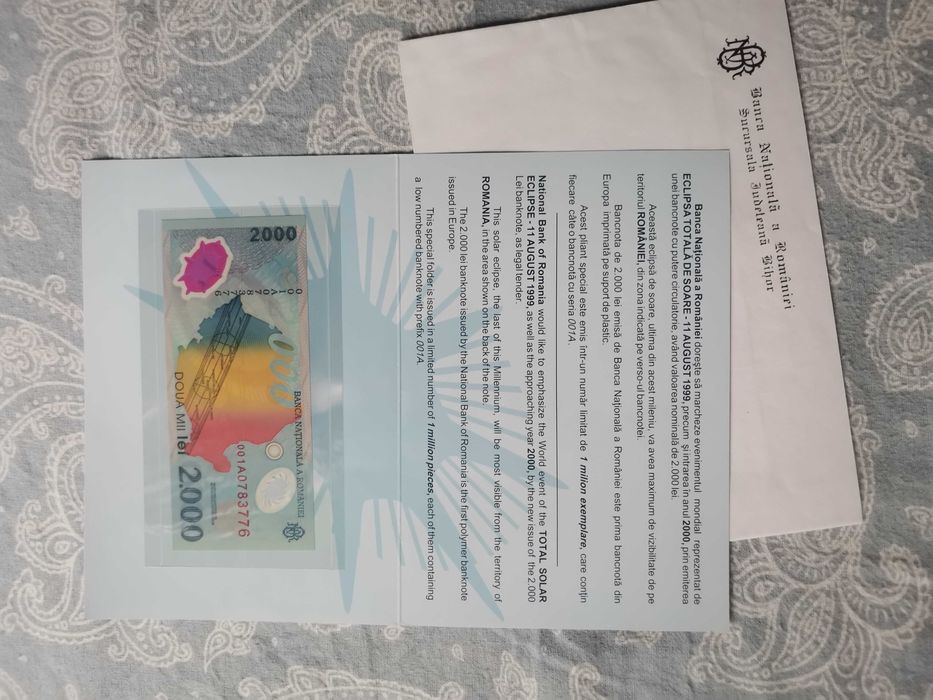 Banca Naţională a României
Sucursala Judeţeană Bihor
Banca Naţională a României doreşte să marcheze evenimentul mondial reprezentat de
ECLIPSA TOTALĂ DE SOARE - 11 AUGUST 1999, precum şi intrarea în anul 2000, prin emiterea
unei bancnote cu putere circulatorie, având valoarea nominală de 2.000 lei.
Această eclipsă de soare, ultima din acest mileniu, va avea maximum de vizibilitate de pe
teritoriul ROMÂNIEI, din zona indicată pe verso-ul bancnotei.
Bancnota de 2.000 lei emisă de Banca Naţională a României este prima bancnotă din
Europa imprimată pe suport de plastic.
Acest pliant special este emis într-un număr limitat de 1 milion exemplare, care conţin
fiecare câte o bancnotă cu seria 001A.
National Bank of Romania would like to emphasize the World event of the TOTAL SOLAR
ECLIPSE - 11 AUGUST 1999, as well as the approaching year 2000, by the new issue of the 2.000
Lei banknote, as legal tender.
This solar eclipse, the last of this Millennium, will be most visible from the territory of
ROMANIA, in the area shown on the back of the note.
The 2.000 lei banknote issued by the National Bank of Romania is the first polymer banknote
issued in Europe.
This special folder is issued in a limited number of 1 million pieces, each of them containing
a low numbered banknote with prefix 001A.
BANCA NAŢIONALĂ A ROMÂNIEI
2.000
001A0783776
001A0783776
DOUĂ MII lei 2.000